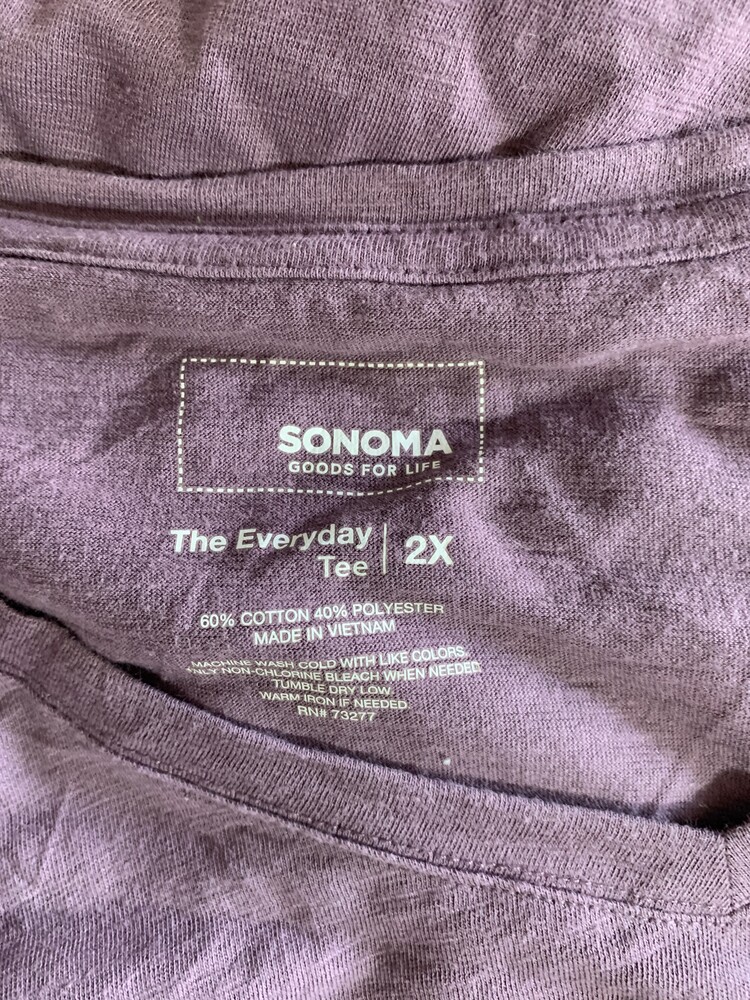 SONOMA
GOODS FOR LIFE
The Everyday
Tee | 2X
60% COTTON 40% POLYESTER
MADE IN VIETNAM
MACHINE WASH COLD WITH LIKE COLORS.
ONLY NON-CHLORINE BLEACH WHEN NEEDED.
TUMBLE DRY LOW.
WARM IRON IF NEEDED.
RN# 73277